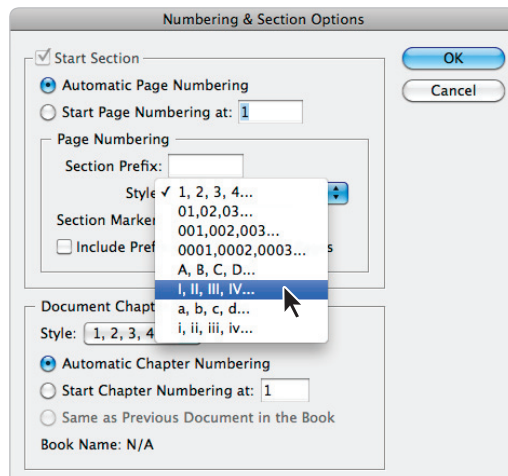 Numbering & Section Options
Start Section
OK
Automatic Page Numbering
Cancel
Start Page Numbering at: 1
Page Numbering
Section Prefix:
Style
1, 2, 3, 4...
01,02,03...
Section Marker
001,002,003...
Include Pref
0001,0002,0003...
s
A, B, C, D...
I, II, III, IV...
a, b, c, d...
i, ii, iii, iv...
Document Chapt
Style: 1, 2, 3, 4
Automatic Chapter Numbering
Start Chapter Numbering at: 1
Same as Previous Document in the Book
Book Name: N/A